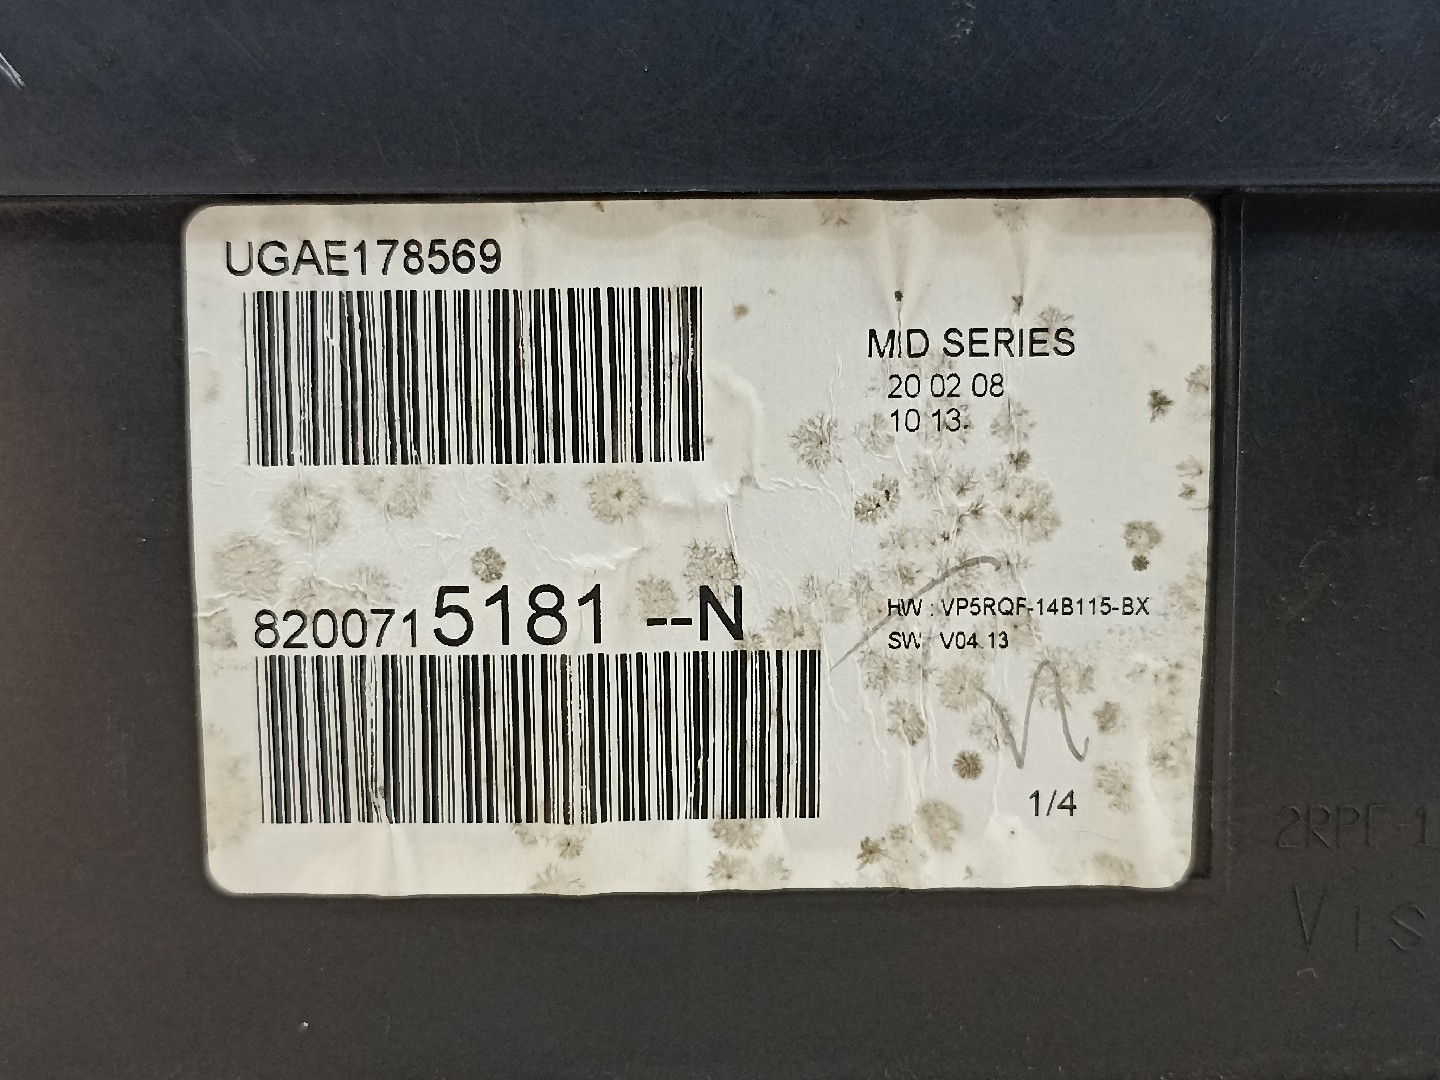 UGAE178569
MID SERIES
20 02 08
10 13
8200715181 --N
HW : VP5RQF-14B115-BX
SW : V04.13
1/4
2RPF-1
Vis